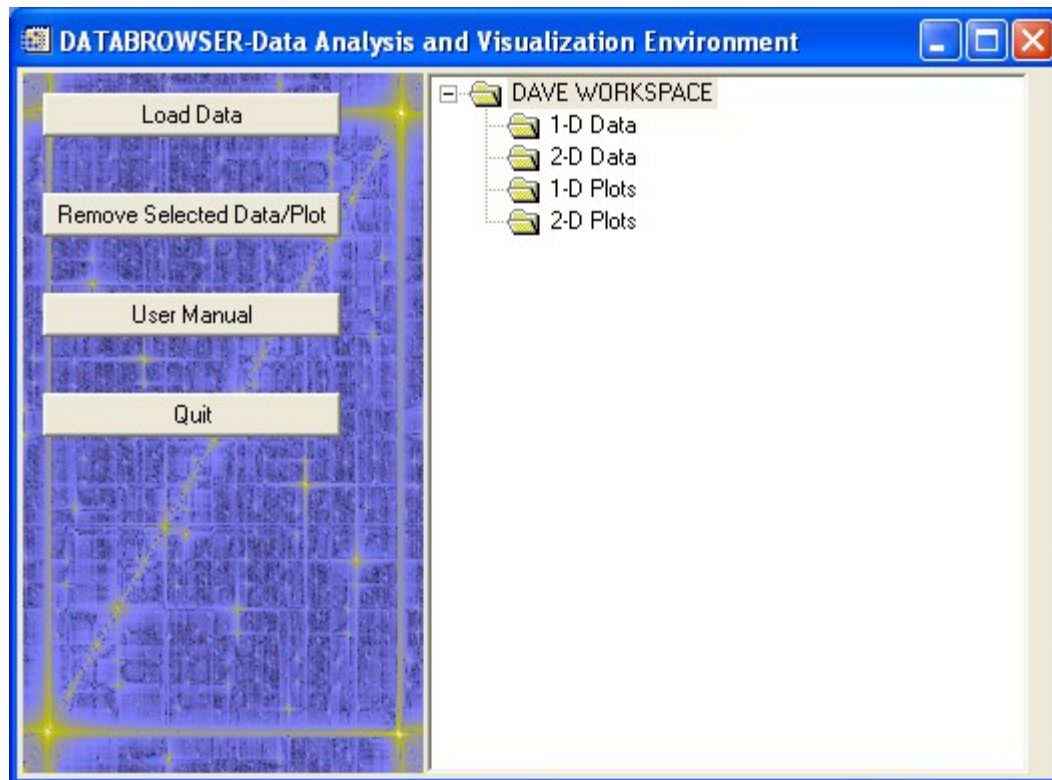 DATABROWSER-Data Analysis and Visualization Environment
Load Data
Remove Selected Data/Plot
User Manual
Quit
DAVE WORKSPACE
1-D Data
2-D Data
1-D Plots
2-D Plots